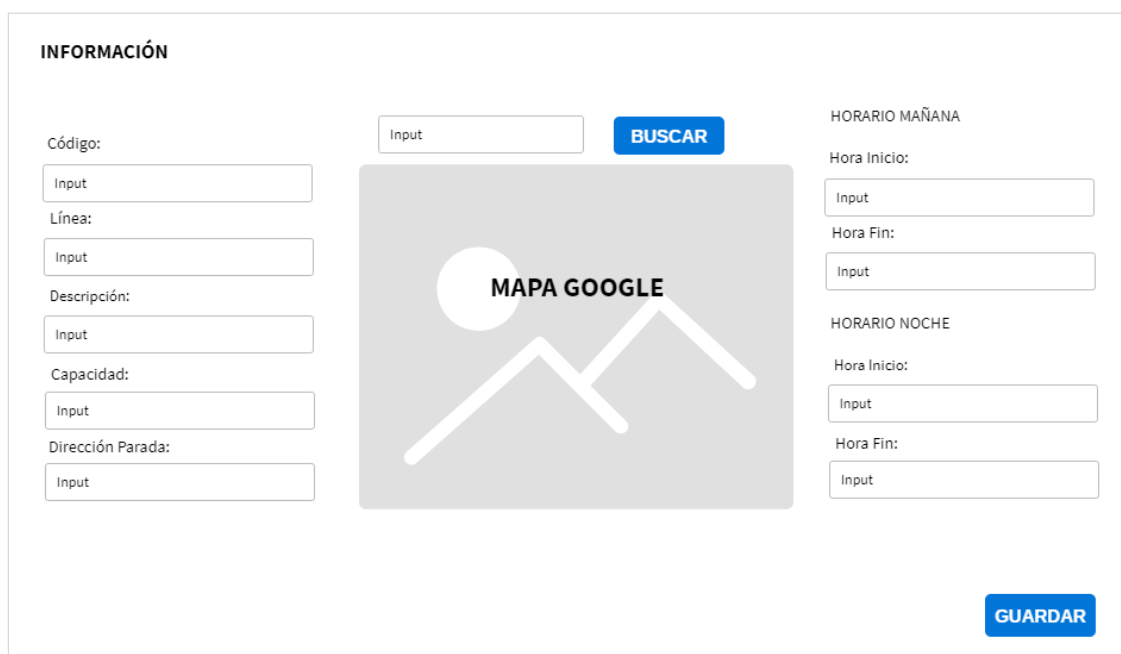 INFORMACIÓN
Código:
Input
Línea:
Input
Descripción:
Input
Capacidad:
Input
Dirección Parada:
Input
Input
BUSCAR
MAPA GOOGLE
HORARIO MAÑANA
Hora Inicio:
Input
Hora Fin:
Input
HORARIO NOCHE
Hora Inicio:
Input
Hora Fin:
Input
GUARDAR